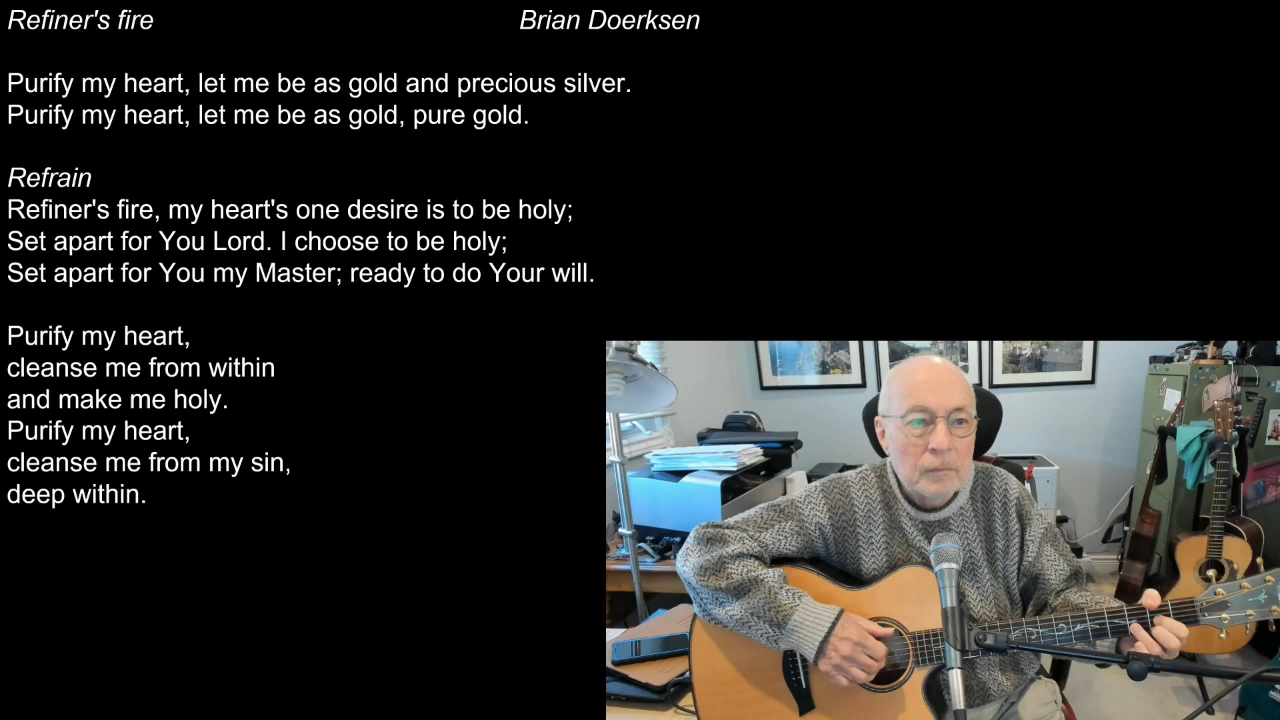 Refiner's fire Brian Doerksen
Purify my heart, let me be as gold and precious silver.
Purify my heart, let me be as gold, pure gold.
Refrain
Refiner's fire, my heart's one desire is to be holy;
Set apart for You Lord. I choose to be holy;
Set apart for You my Master; ready to do Your will.
Purify my heart,
cleanse me from within
and make me holy.
Purify my heart,
cleanse me from my sin,
deep within.